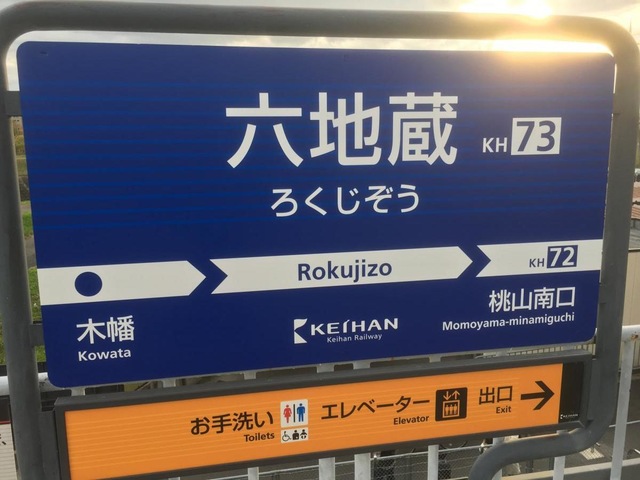 六地蔵 KH 73
ろくじぞう
Rokujizo
KH 72
木幡
Kowata
KEIHAN
Keihan Railway
桃山南口
Momoyama-minamiguchi
お手洗い
Toilets
エレベーター
Elevator
出口
Exit
KEIHAN